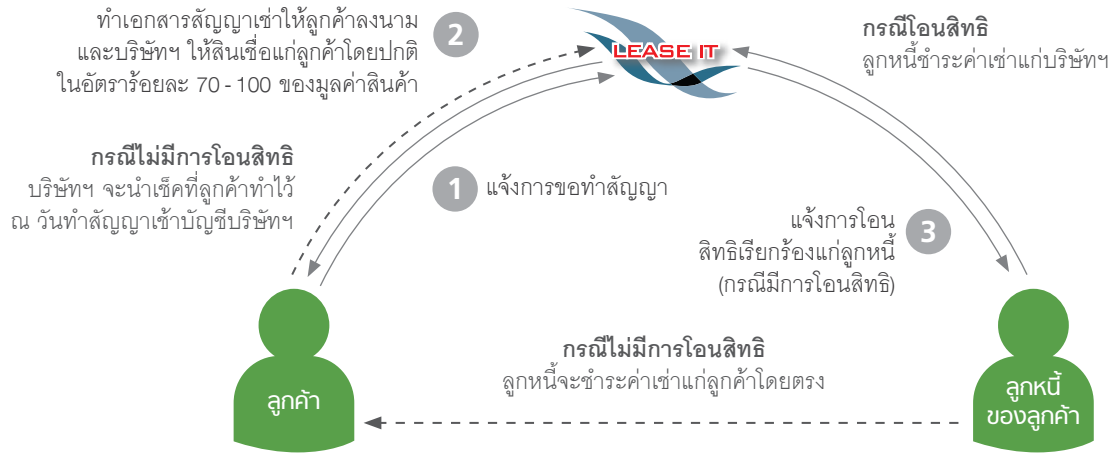 ทำเอกสารสัญญาเช่าให้ลูกค้าลงนาม
และบริษัทฯ ให้สินเชื่อแก่ลูกค้าโดยปกติ
ในอัตราร้อยละ 70 - 100 ของมูลค่าสินค้า
2
LEASE IT
กรณีโอนสิทธิ
ลูกหนี้ชำระค่าเช่าแก่บริษัทฯ
กรณีไม่มีการโอนสิทธิ
บริษัทฯ จะนำเช็คที่ลูกค้าทำไว้
ณ วันทำสัญญาเช้าบัญชีบริษัทฯ
1
แจ้งการขอทำสัญญา
แจ้งการโอน
สิทธิเรียกร้องแก่ลูกหนี้
(กรณีมีการโอนสิทธิ)
3
กรณีไม่มีการโอนสิทธิ
ลูกหนี้จะชำระค่าเช่าแก่ลูกค้าโดยตรง
ลูกค้า
ลูกหนี้
ของลูกค้า